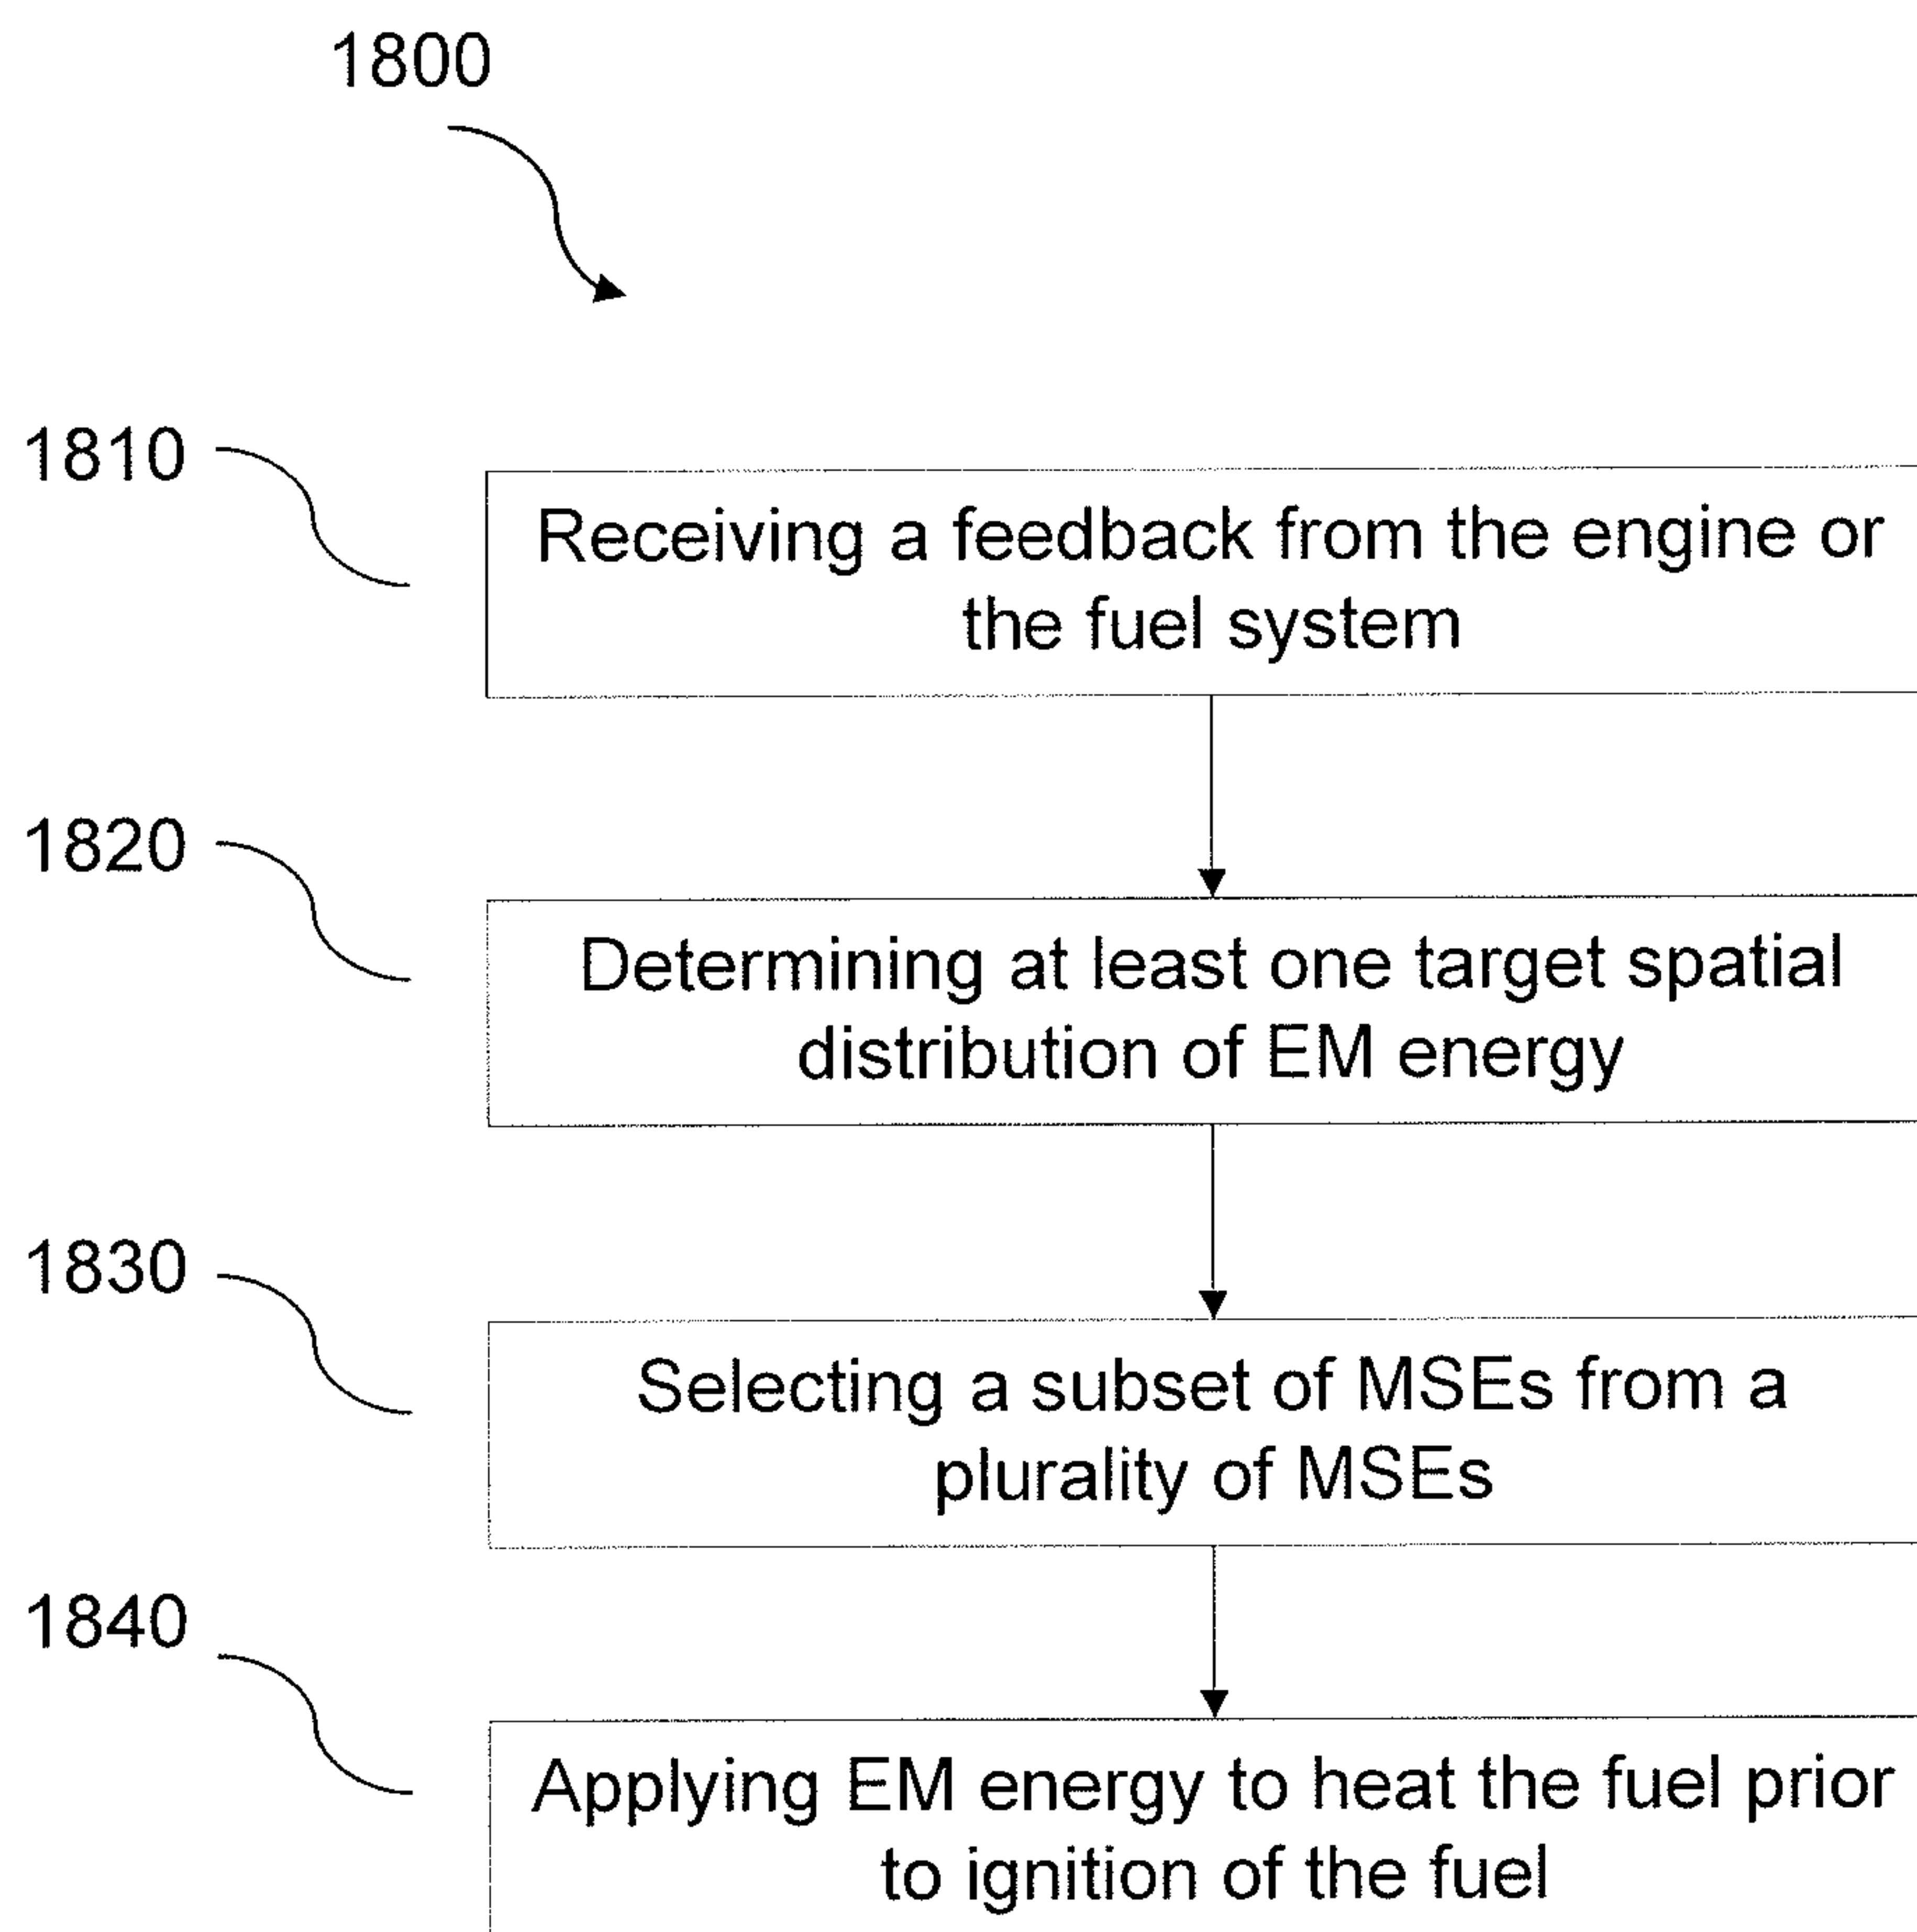 1800
1810
Receiving a feedback from the engine or
the fuel system
1820
Determining at least one target spatial
distribution of EM energy
1830
Selecting a subset of MSEs from a
plurality of MSEs
1840
Applying EM energy to heat the fuel prior
to ignition of the fuel